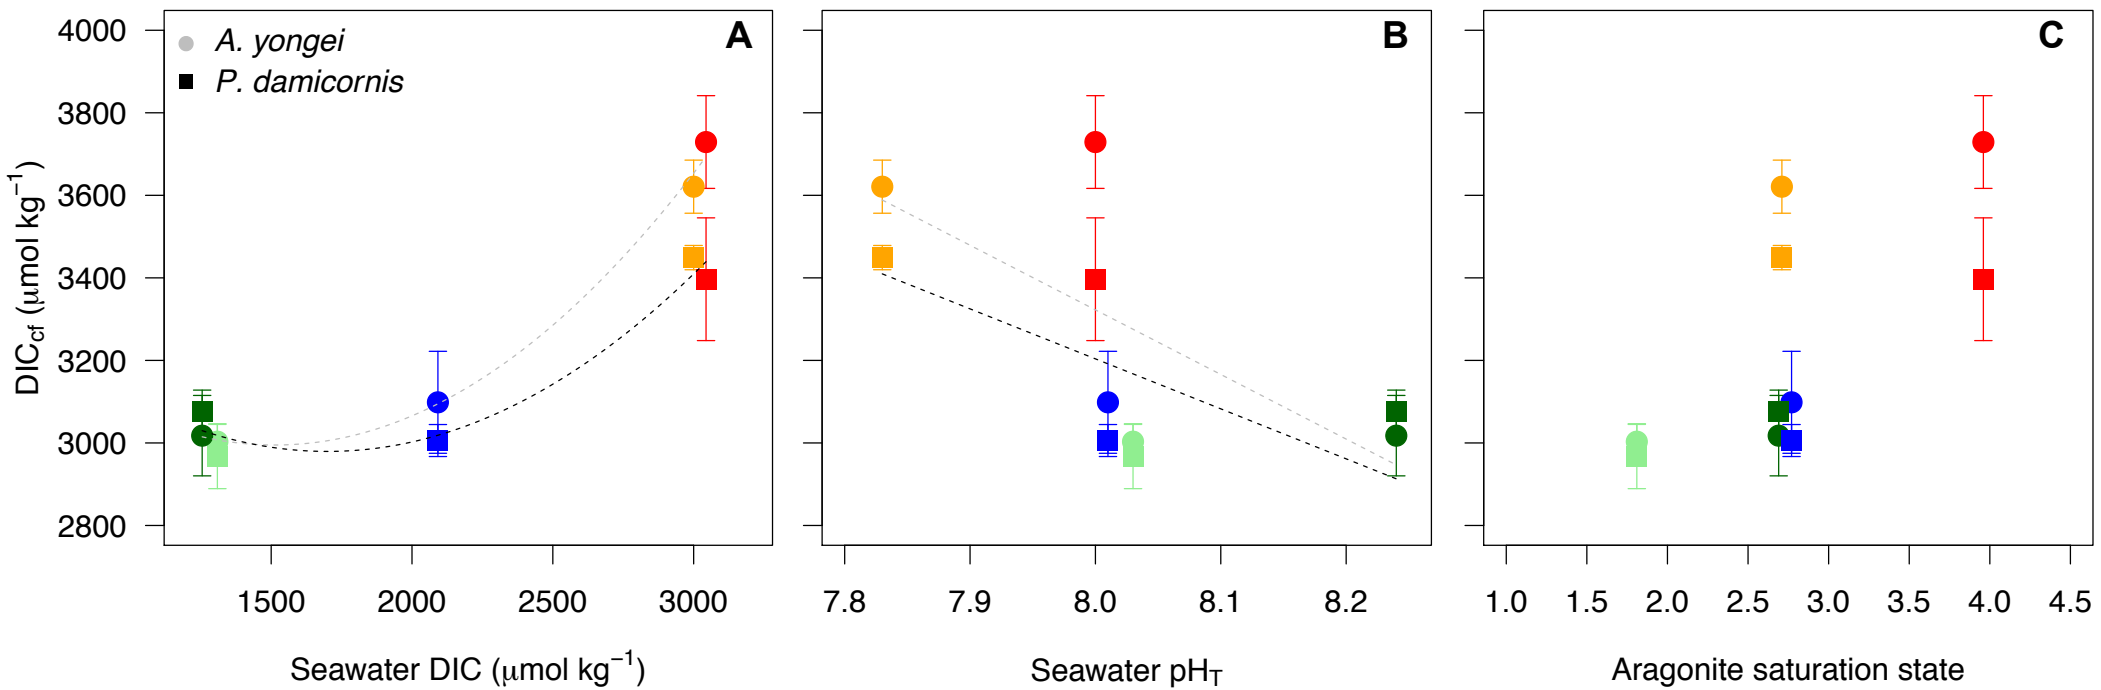 A
B
C
A. yongei
P. damicornis
DIC_cf (μmol kg⁻¹)
4000
3800
3600
3400
3200
3000
2800
1500 2000 2500 3000
7.8 7.9 8.0 8.1 8.2
1.0 1.5 2.0 2.5 3.0 3.5 4.0 4.5
Seawater DIC (μmol kg⁻¹)
Seawater pH_T
Aragonite saturation state